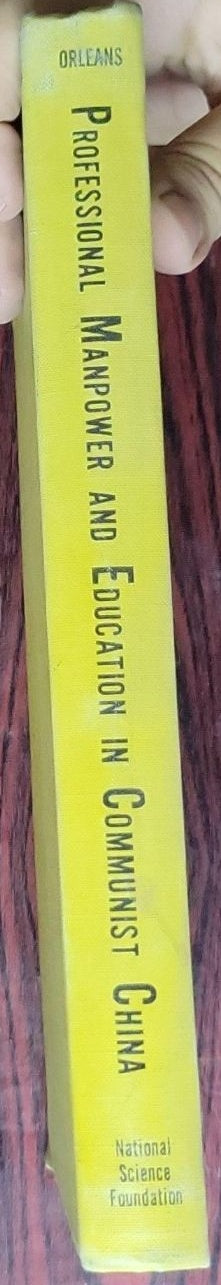 ORLEANS
PROFESSIONAL MANPOWER AND EDUCATION IN COMMUNIST CHINA
National
Science
Foundation